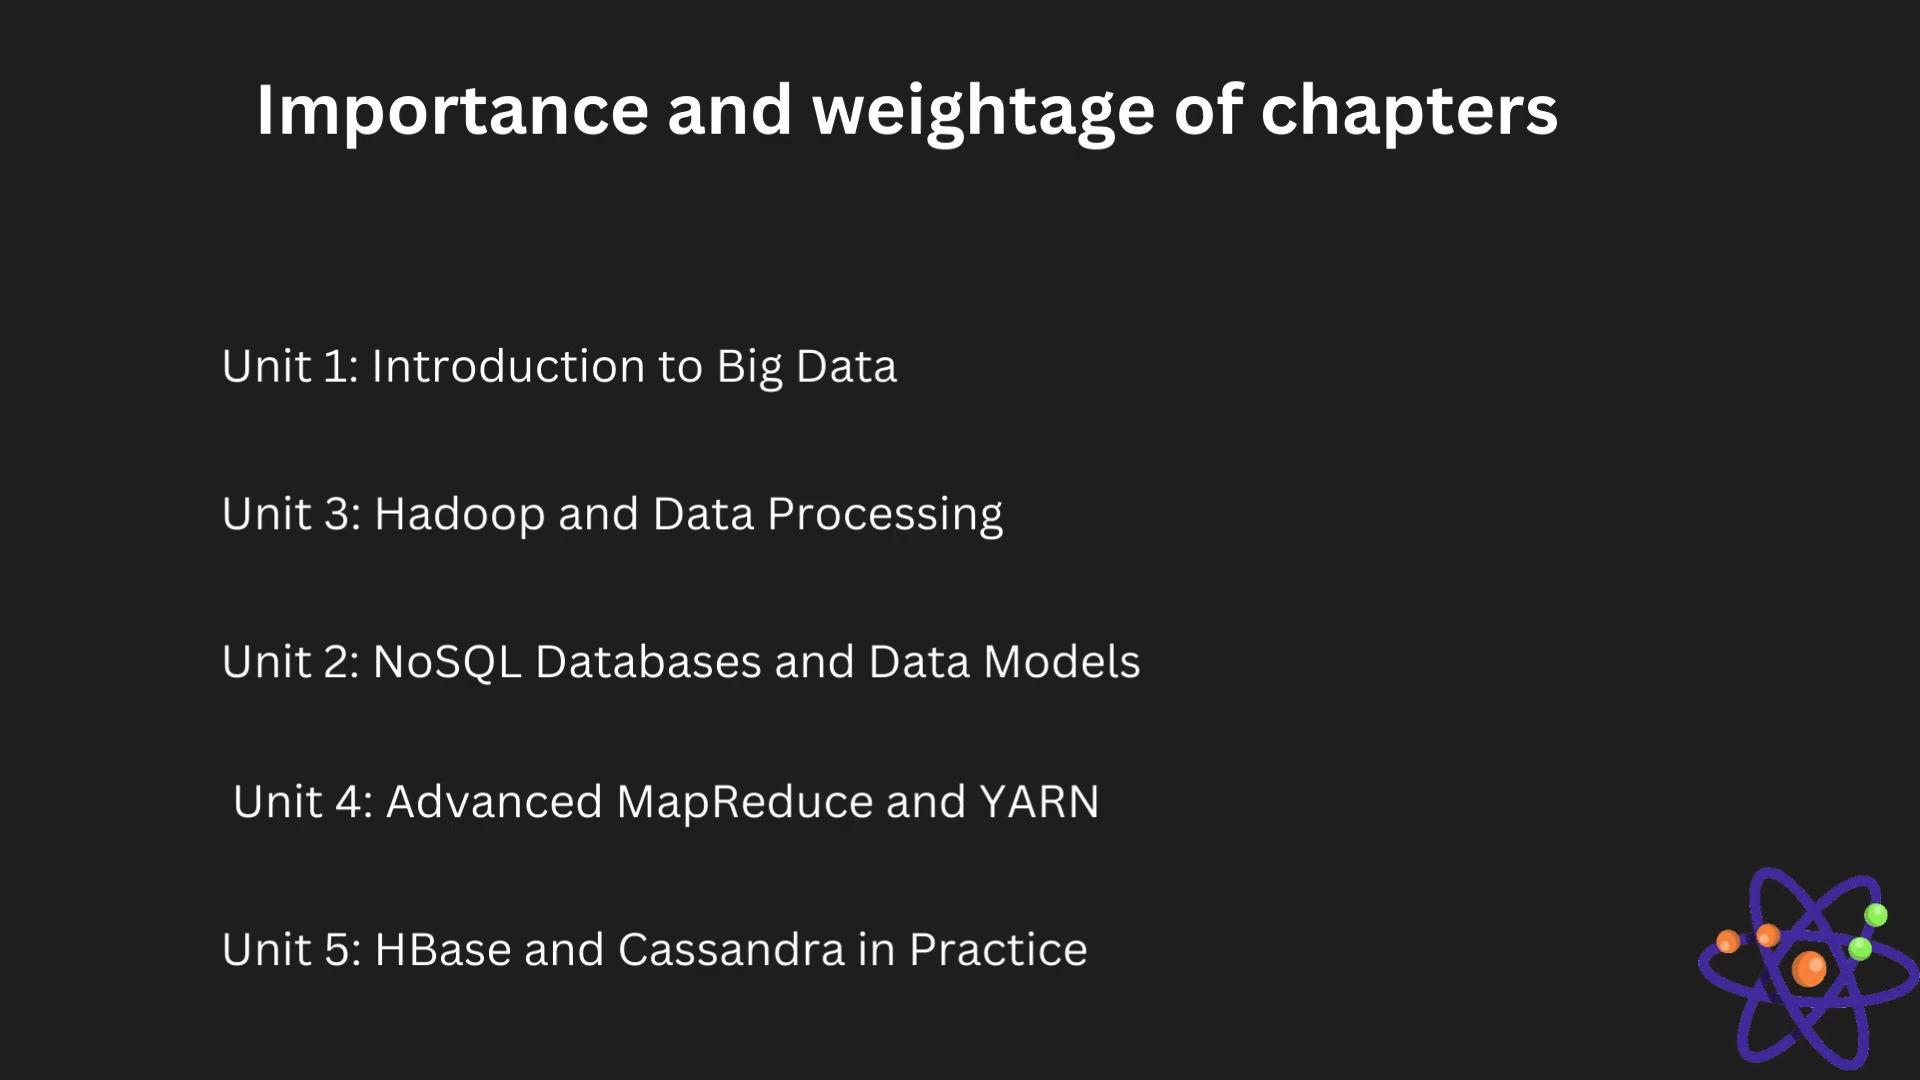 Importance and weightage of chapters
Unit 1: Introduction to Big Data
Unit 3: Hadoop and Data Processing
Unit 2: NoSQL Databases and Data Models
Unit 4: Advanced MapReduce and YARN
Unit 5: HBase and Cassandra in Practice